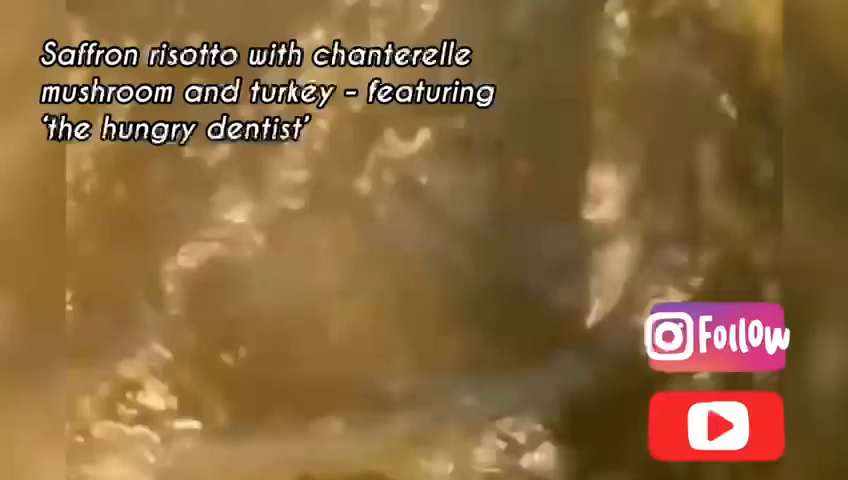 Saffron risotto with chanterelle
mushroom and turkey - featuring
'the hungry dentist'
Follow